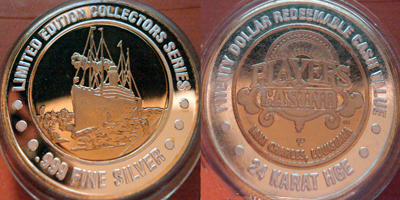 LIMITED EDITION COLLECTORS SERIES
.999 FINE SILVER
TWENTY DOLLAR REDEEMABLE CASH VALUE
PLAYERS
CASINO
LAKE CHARLES, LOUISIANA
24 KARAT HGE